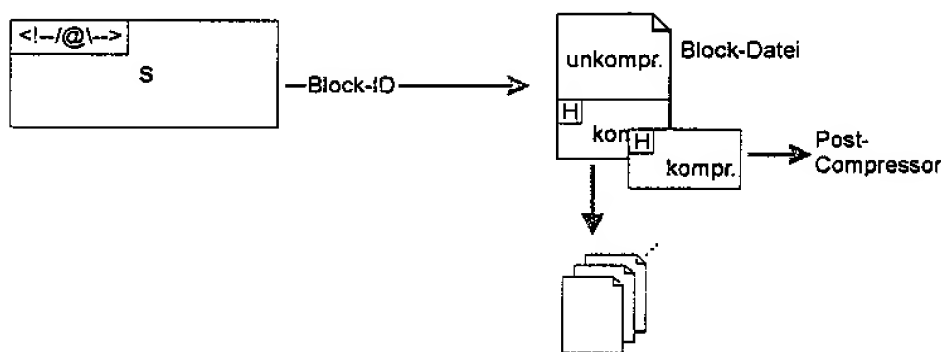 <!--/@\-->
S
Block-ID
unkompr.
Block-Datei
H
kom
H
kompr.
Post-
Compressor